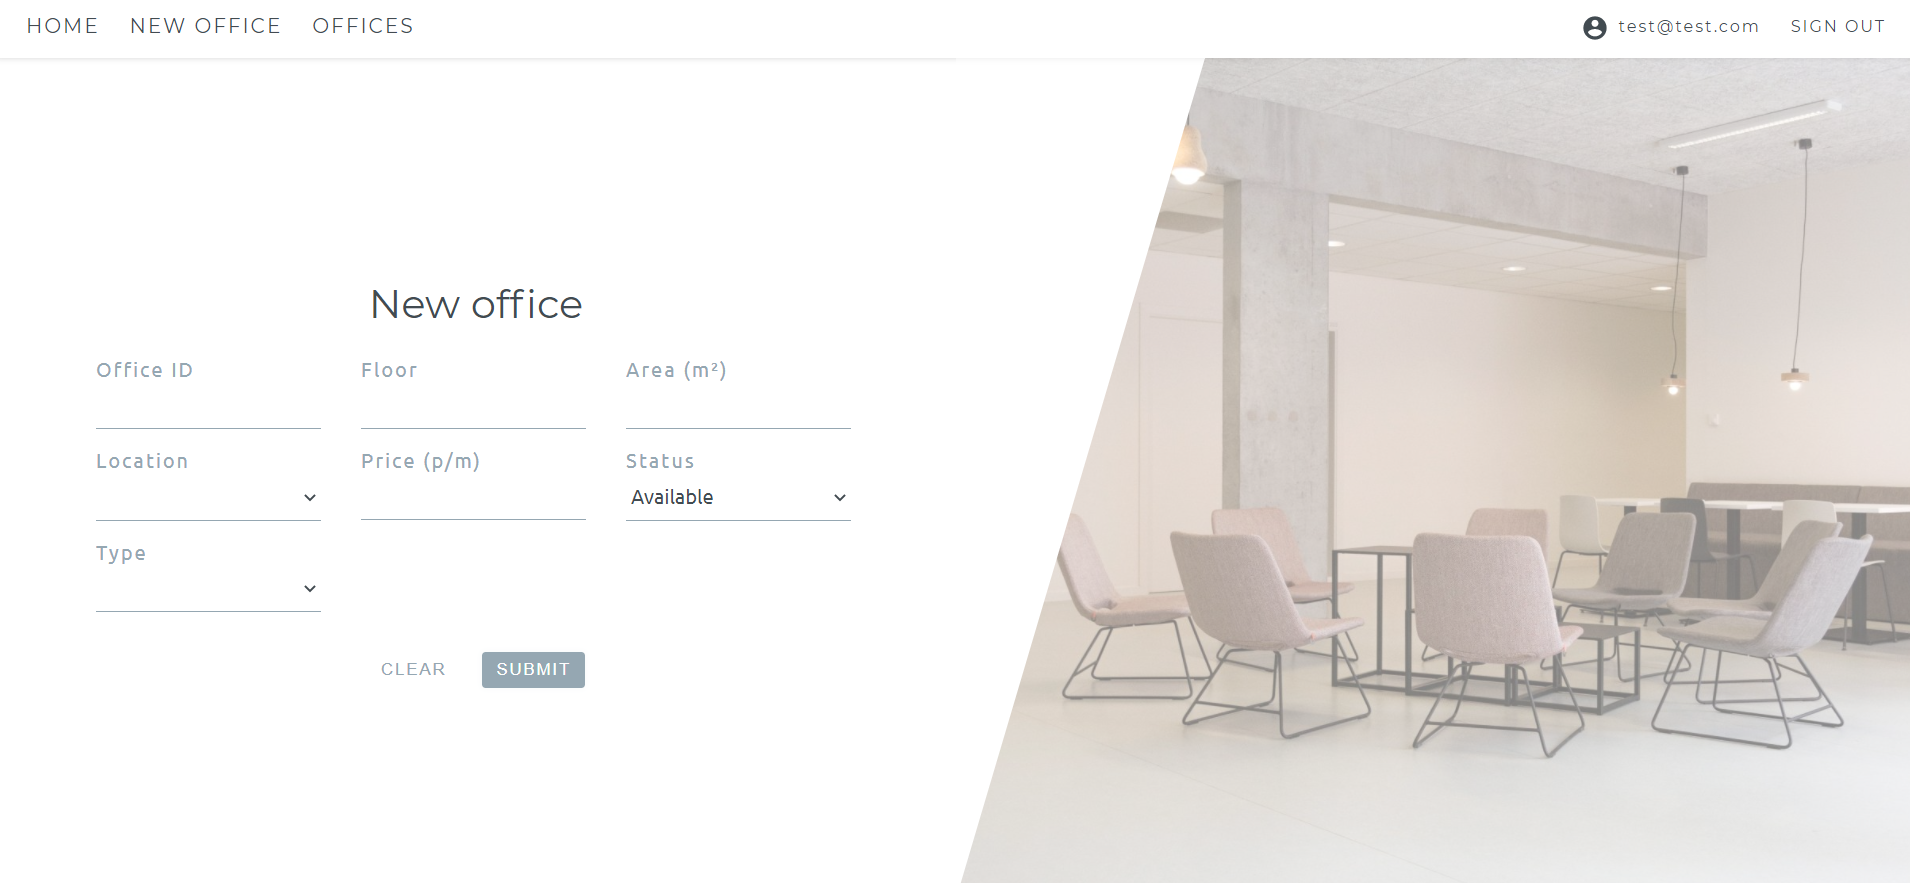 HOME NEW OFFICE OFFICES test@test.com SIGN OUT
New office
Office ID Floor Area (m²)
Location Price (p/m) Status
Available
Type
CLEAR SUBMIT